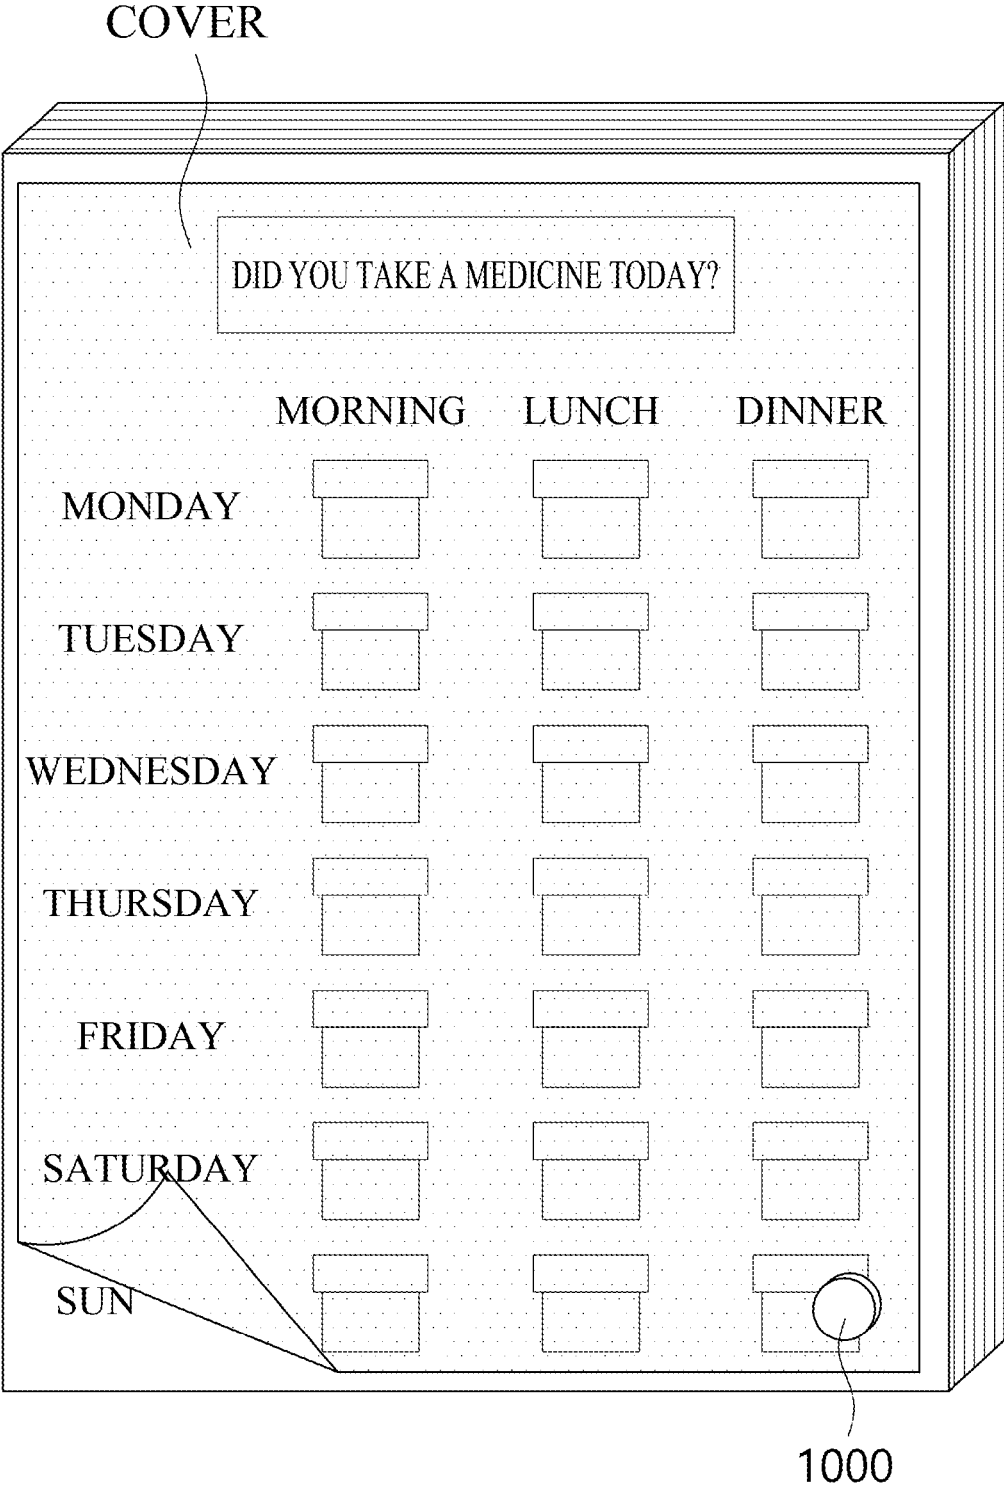 COVER
DID YOU TAKE A MEDICINE TODAY?
MORNING LUNCH DINNER
MONDAY
TUESDAY
WEDNESDAY
THURSDAY
FRIDAY
SATURDAY
SUN
1000